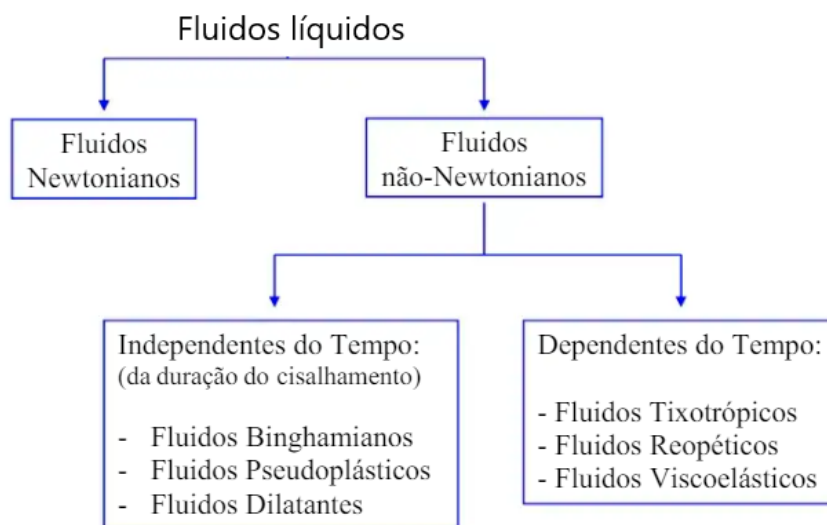 Fluidos líquidos
Fluidos
Newtonianos
Fluidos
não-Newtonianos
Independentes do Tempo:
(da duração do cisalhamento)
- Fluidos Binghamianos
- Fluidos Pseudoplásticos
- Fluidos Dilatantes
Dependentes do Tempo:
- Fluidos Tixotrópicos
- Fluidos Reopéticos
- Fluidos Viscoelásticos